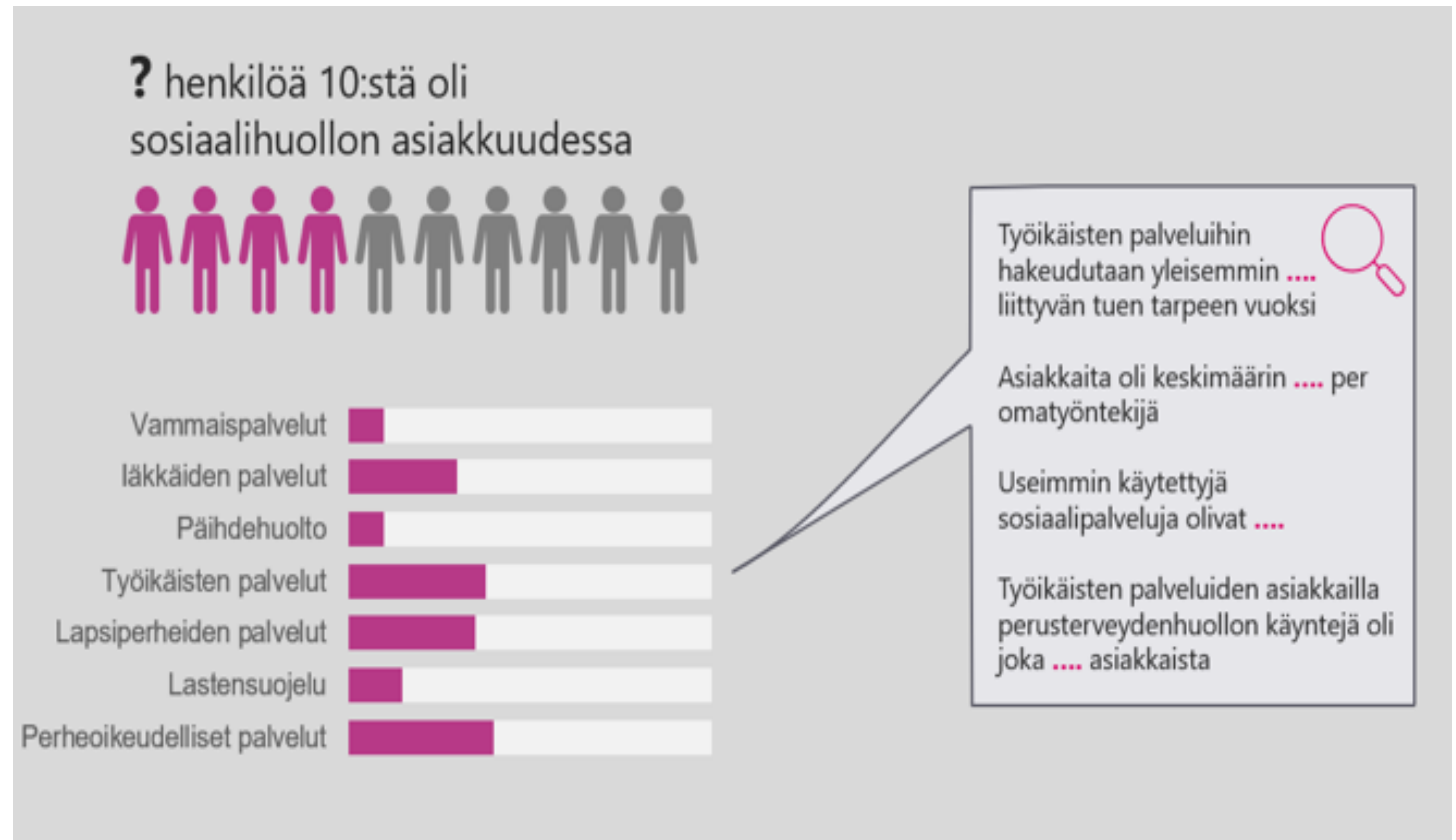 ? henkilöä 10:stä oli
sosiaalihuollon asiakkuudessa
Vammaispalvelut
Iäkkäiden palvelut
Päihdehuolto
Työikäisten palvelut
Lapsiperheiden palvelut
Lastensuojelu
Perheoikeudelliset palvelut
Työikäisten palveluihin
hakeudutaan yleisemmin ....
liittyvän tuen tarpeen vuoksi
Asiakkaita oli keskimäärin .... per
omatyöntekijä
Useimmin käytettyjä
sosiaalipalveluja olivat ....
Työikäisten palveluiden asiakkailla
perusterveydenhuollon käyntejä oli
joka .... asiakkaista